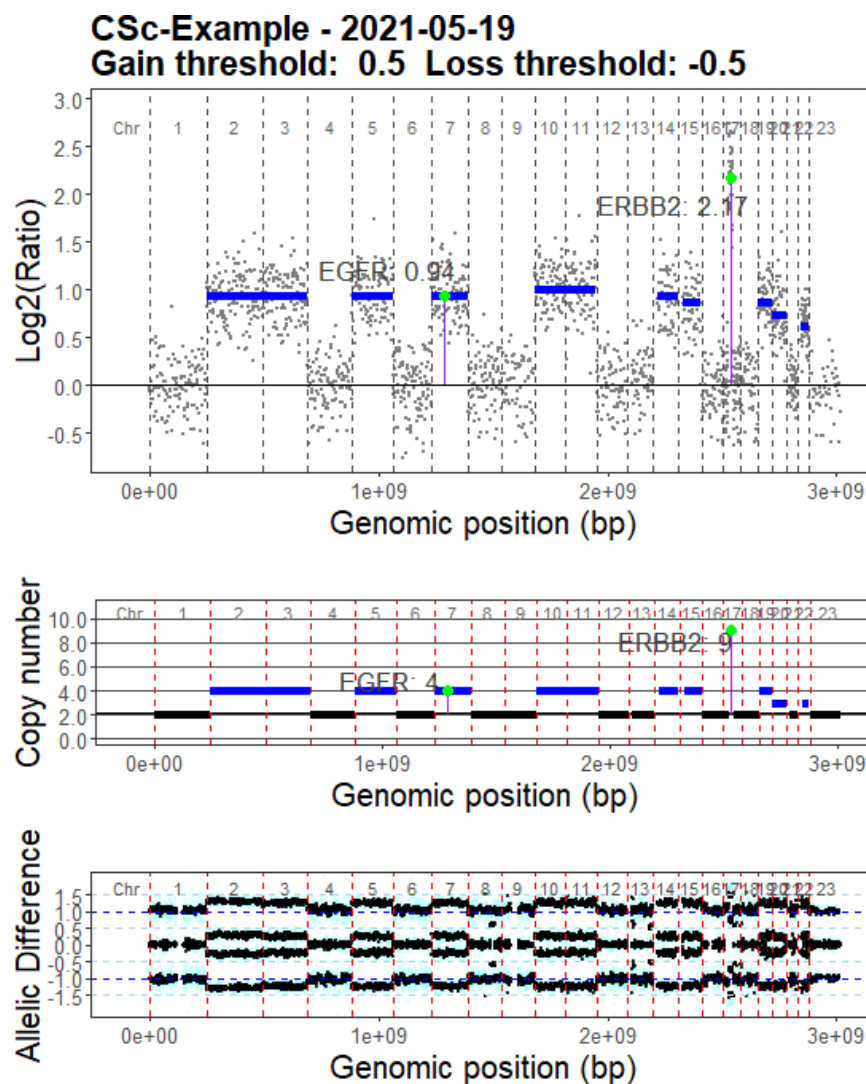 CSc-Example - 2021-05-19
Gain threshold:  0.5  Loss threshold: -0.5
Log2(Ratio)
3.0
2.5
2.0
1.5
1.0
0.5
0.0
-0.5
Chr 1 2 3 4 5 6 7 8 9 10 11 12 13 14 15 16 17 18 19 20 21 22 23
ERBB2: 2.17
EGFR: 0.94
0e+00 1e+09 2e+09 3e+09
Genomic position (bp)
Copy number
10.0
8.0
6.0
4.0
2.0
0.0
Chr 1 2 3 4 5 6 7 8 9 10 11 12 13 14 15 16 17 18 19 20 21 22 23
ERBB2: 9
EGFR: 4
0e+00 1e+09 2e+09 3e+09
Genomic position (bp)
Allelic Difference
1.5
1.0
0.5
0.0
-0.5
-1.0
-1.5
Chr 1 2 3 4 5 6 7 8 9 10 11 12 13 14 15 16 17 18 19 20 21 22 23
0e+00 1e+09 2e+09 3e+09
Genomic position (bp)